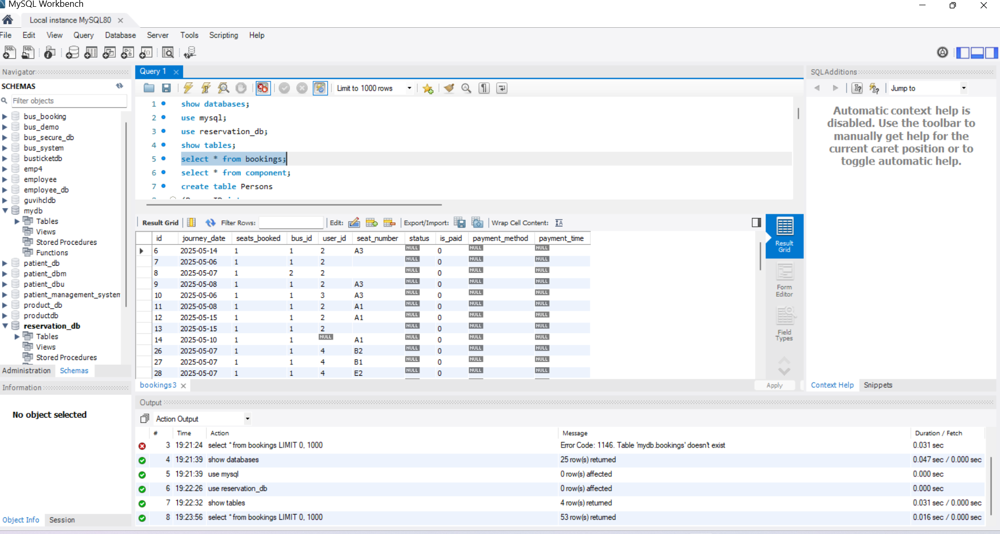 MySQL Workbench
Local instance MySQL80
File Edit View Query Database Server Tools Scripting Help
Navigator
SCHEMAS
Filter objects
bus_booking
bus_demo
bus_secure_db
bus_system
busticketdb
emp4
employee
employee_db
guvihcldb
mydb
Tables
Views
Stored Procedures
Functions
patient_db
patient_dbm
patient_dbu
patient_management_system
product_db
productdb
reservation_db
Tables
Views
Stored Procedures
Administration Schemas
Information
No object selected
Object Info Session
Query 1
Limit to 1000 rows
1 show databases;
2 use mysql;
3 use reservation_db;
4 show tables;
5 select * from bookings;
6 select * from component;
7 create table Persons
Result Grid Filter Rows: Edit: Export/Import: Wrap Cell Content:
id journey_date seats_booked bus_id user_id seat_number status is_paid payment_method payment_time
6 2025-05-14 1 1 2 A3 NULL 0 NULL NULL
7 2025-05-06 1 1 2 NULL 0 NULL NULL
8 2025-05-07 1 2 2 NULL 0 NULL NULL
9 2025-05-08 1 1 2 A3 NULL 0 NULL NULL
10 2025-05-06 1 1 3 A3 NULL 0 NULL NULL
11 2025-05-08 1 1 2 A1 NULL 0 NULL NULL
12 2025-05-15 1 1 2 A1 NULL 0 NULL NULL
13 2025-05-15 1 1 2 NULL 0 NULL NULL
14 2025-05-10 1 1 NULL A1 NULL 0 NULL NULL
26 2025-05-07 1 1 4 B2 NULL 0 NULL NULL
27 2025-05-07 1 1 4 B1 NULL 0 NULL NULL
28 2025-05-07 1 1 4 E2 NULL 0 NULL NULL
Result
Grid
Form
Editor
Field
Types
bookings3
Apply
SQLAdditions
Jump to
Automatic context help is
disabled. Use the toolbar to
manually get help for the
current caret position or to
toggle automatic help.
Context Help Snippets
Output
Action Output
# Time Action Message Duration / Fetch
3 19:21:24 select * from bookings LIMIT 0, 1000 Error Code: 1146. Table 'mydb.bookings' doesn't exist 0.031 sec
4 19:21:39 show databases 25 row(s) returned 0.047 sec / 0.000 sec
5 19:21:39 use mysql 0 row(s) affected 0.000 sec
6 19:22:26 use reservation_db 0 row(s) affected 0.000 sec
7 19:22:32 show tables 4 row(s) returned 0.031 sec / 0.000 sec
8 19:23:56 select * from bookings LIMIT 0, 1000 53 row(s) returned 0.016 sec / 0.000 sec